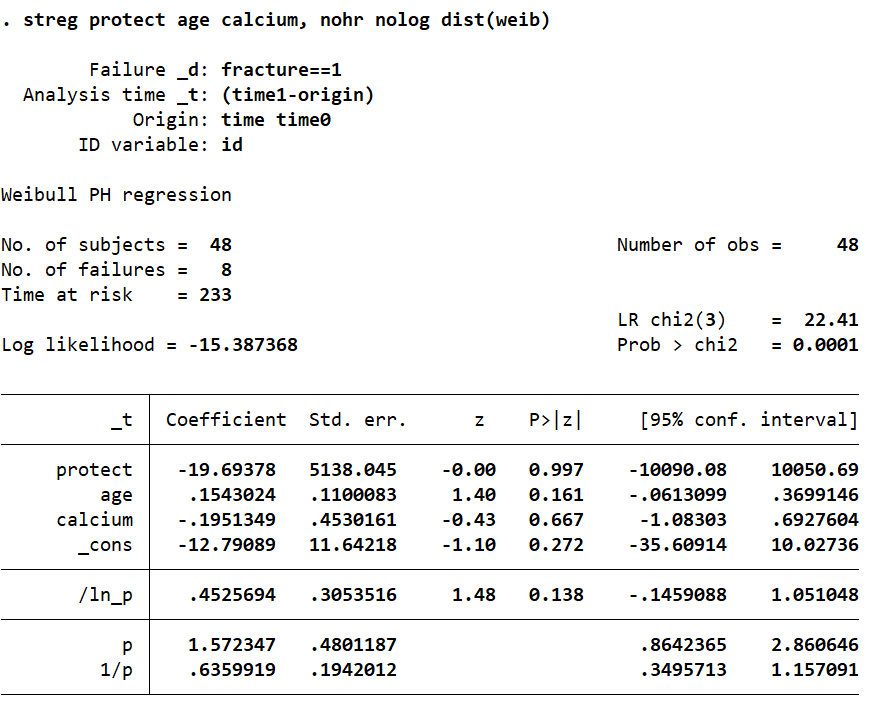 . streg protect age calcium, nohr nolog dist(weib)
Failure _d: fracture==1
Analysis time _t: (time1-origin)
Origin: time time0
ID variable: id
Weibull PH regression
No. of subjects = 48 Number of obs = 48
No. of failures = 8
Time at risk = 233
LR chi2(3) = 22.41
Log likelihood = -15.387368 Prob > chi2 = 0.0001
_t Coefficient Std. err. z P>|z| [95% conf. interval]
protect -19.69378 5138.045 -0.00 0.997 -10090.08 10050.69
age .1543024 .1100083 1.40 0.161 -.0613099 .3699146
calcium -.1951349 .4530161 -0.43 0.667 -1.08303 .6927604
_cons -12.79089 11.64218 -1.10 0.272 -35.60914 10.02736
/ln_p .4525694 .3053516 1.48 0.138 -.1459088 1.051048
p 1.572347 .4801187 .8642365 2.860646
1/p .6359919 .1942012 .3495713 1.157091